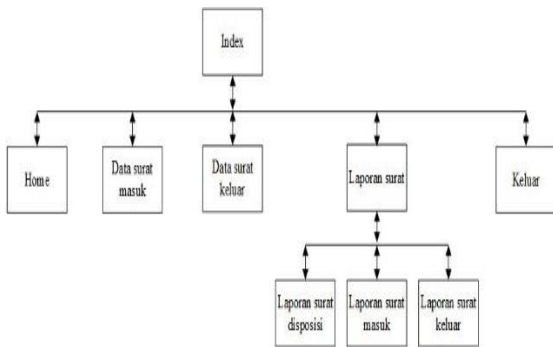 Index
Home
Data surat
masuk
Data surat
keluar
Laporan surat
Keluar
Laporan surat
disposisi
Laporan surat
masuk
Laporan surat
keluar